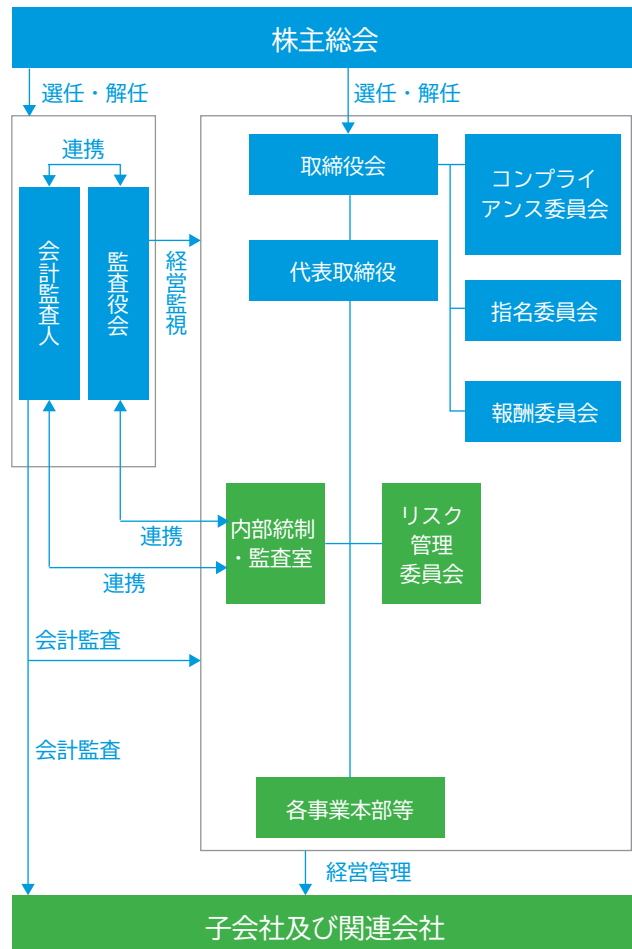 株主総会
選任・解任
選任・解任
連携
会計監査人
監査役会
経営監視
取締役会
コンプライ
アンス委員会
代表取締役
指名委員会
報酬委員会
内部統制
・監査室
リスク
管理
委員会
連携
連携
会計監査
会計監査
各事業本部等
経営管理
子会社及び関連会社